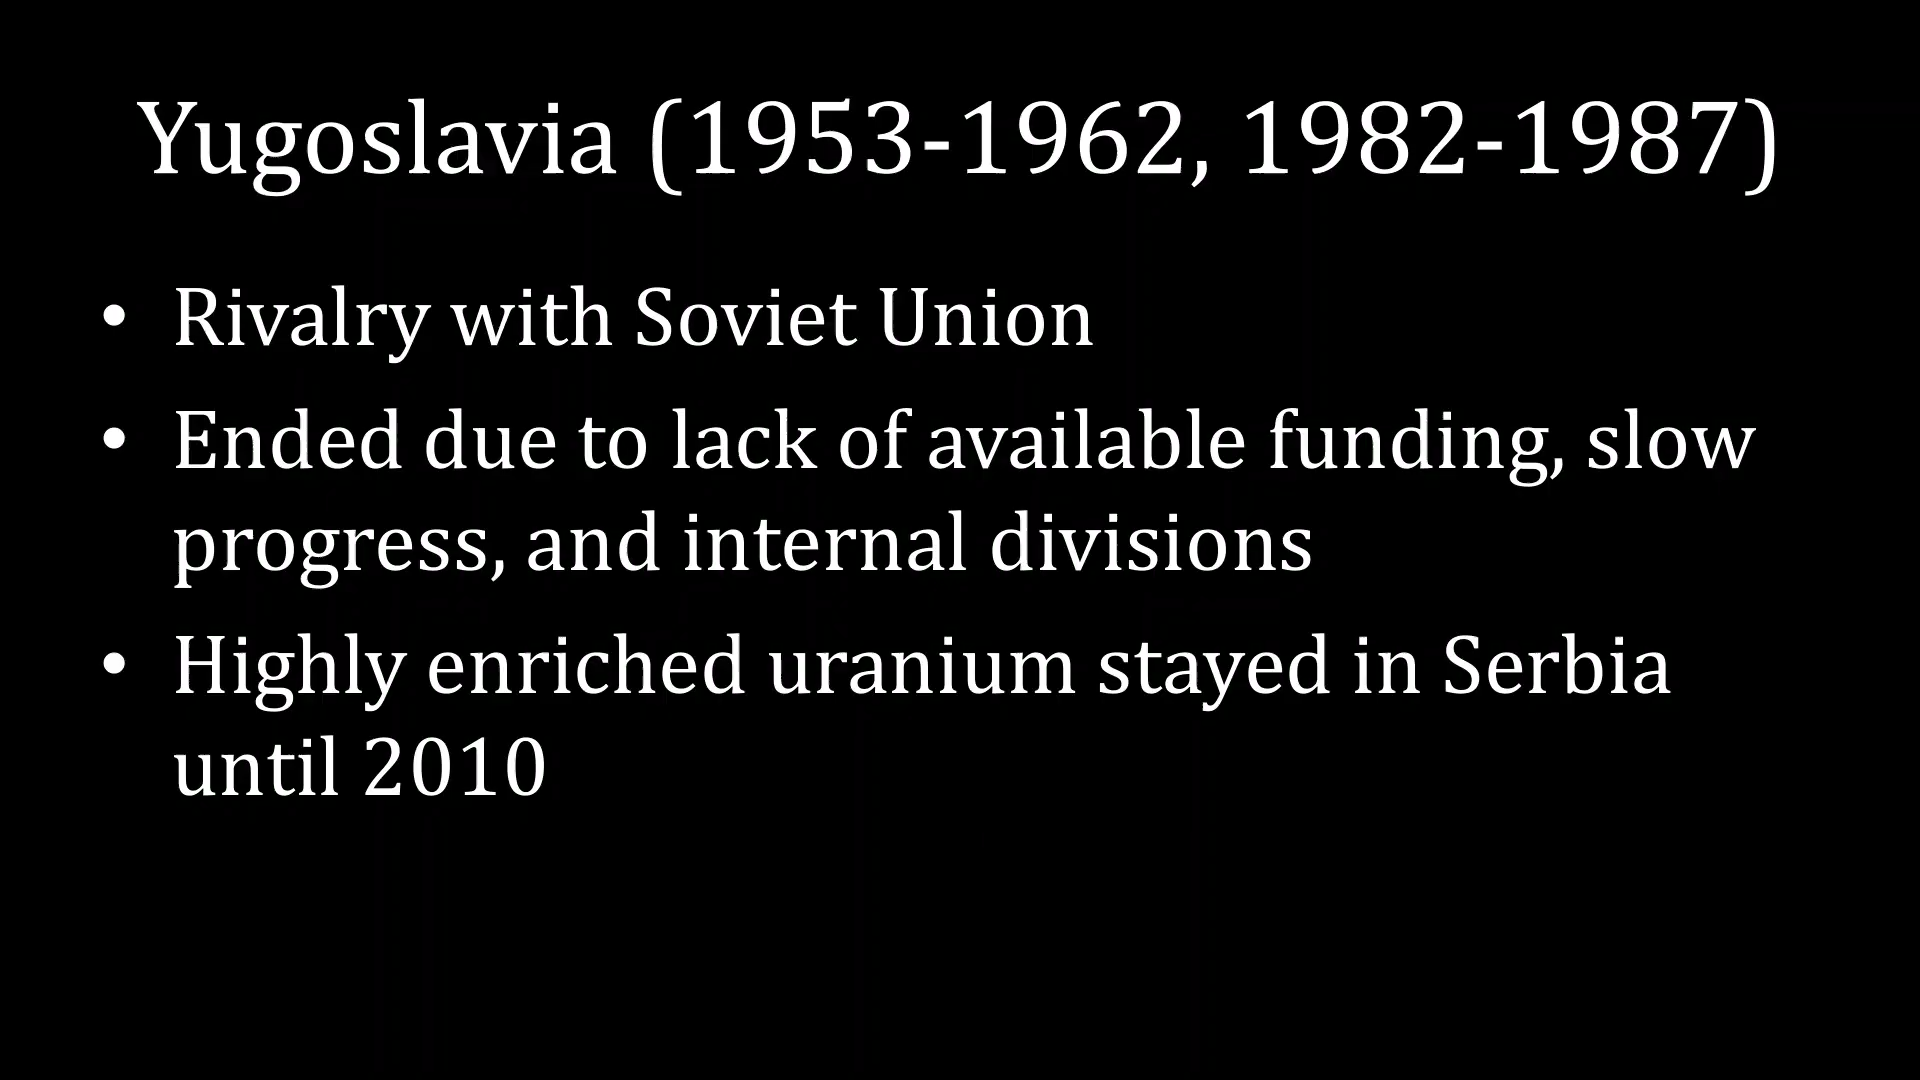 Yugoslavia (1953-1962, 1982-1987)
• Rivalry with Soviet Union
• Ended due to lack of available funding, slow
progress, and internal divisions
• Highly enriched uranium stayed in Serbia
until 2010